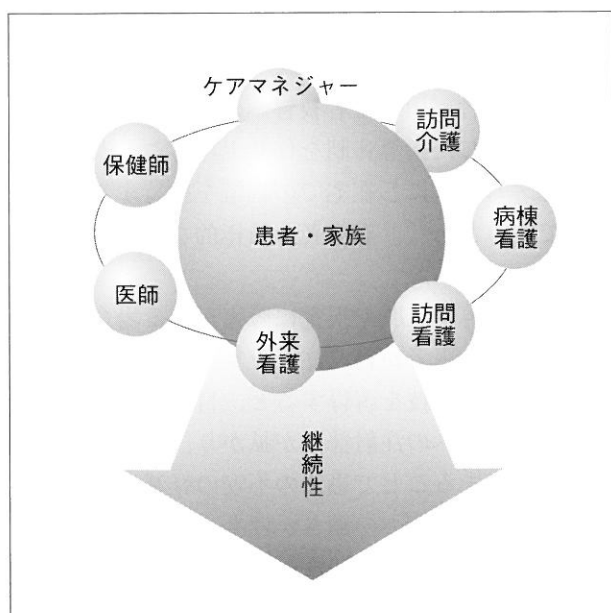 ケアマネジャー
訪問
介護
保健師
病棟
看護
患者・家族
医師
訪問
看護
外来
看護
継続性